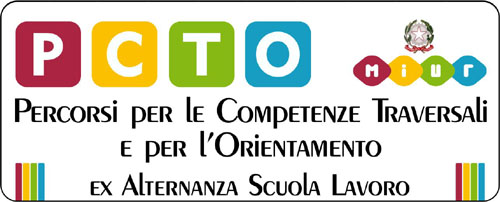 PCTO
MIUR
PERCORSI PER LE COMPETENZE TRAVERSALI
E PER L'ORIENTAMENTO
EX ALTERNANZA SCUOLA LAVORO